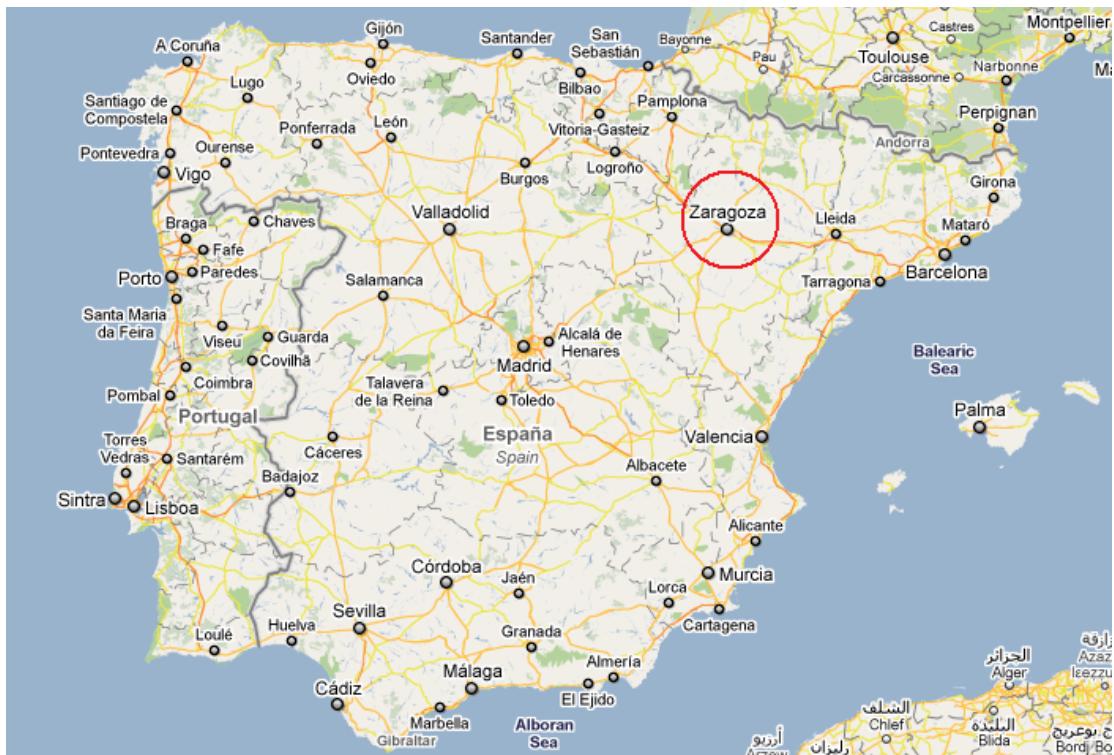 Gijón
A Coruña
Santander
San
Sebastián
Bayonne
Castres
Montpellier
Oviedo
Pau
Toulouse
Lugo
Bilbao
Carcassonne
Narbonne
Ma
Santiago de
Compostela
Pamplona
Perpignan
Ponferrada
León
Vitoria-Gasteiz
Andorra
Pontevedra
Ourense
Logroño
Vigo
Burgos
Girona
Chaves
Valladolid
Zaragoza
Lleida
Mataró
Braga
Fafe
Porto
Paredes
Barcelona
Salamanca
Tarragona
Santa Maria
da Feira
Viseu
Guarda
Alcalá de
Henares
Balearic
Sea
Covilhã
Madrid
Coimbra
Talavera
de la Reina
Pombal
Toledo
Portugal
Palma
España
Spain
Valencia
Torres
Vedras
Santarém
Cáceres
Albacete
Badajoz
Sintra
Lisboa
Alicante
Córdoba
Jaén
Murcia
Lorca
Sevilla
Cartagena
Loulé
Huelva
Granada
Almería
الجزائر
Alger
Málaga
El Ejido
Cádiz
Marbella
Alboran
Sea
Gibraltar
الشلف
Chlef
البليدة
Blida
غليزان